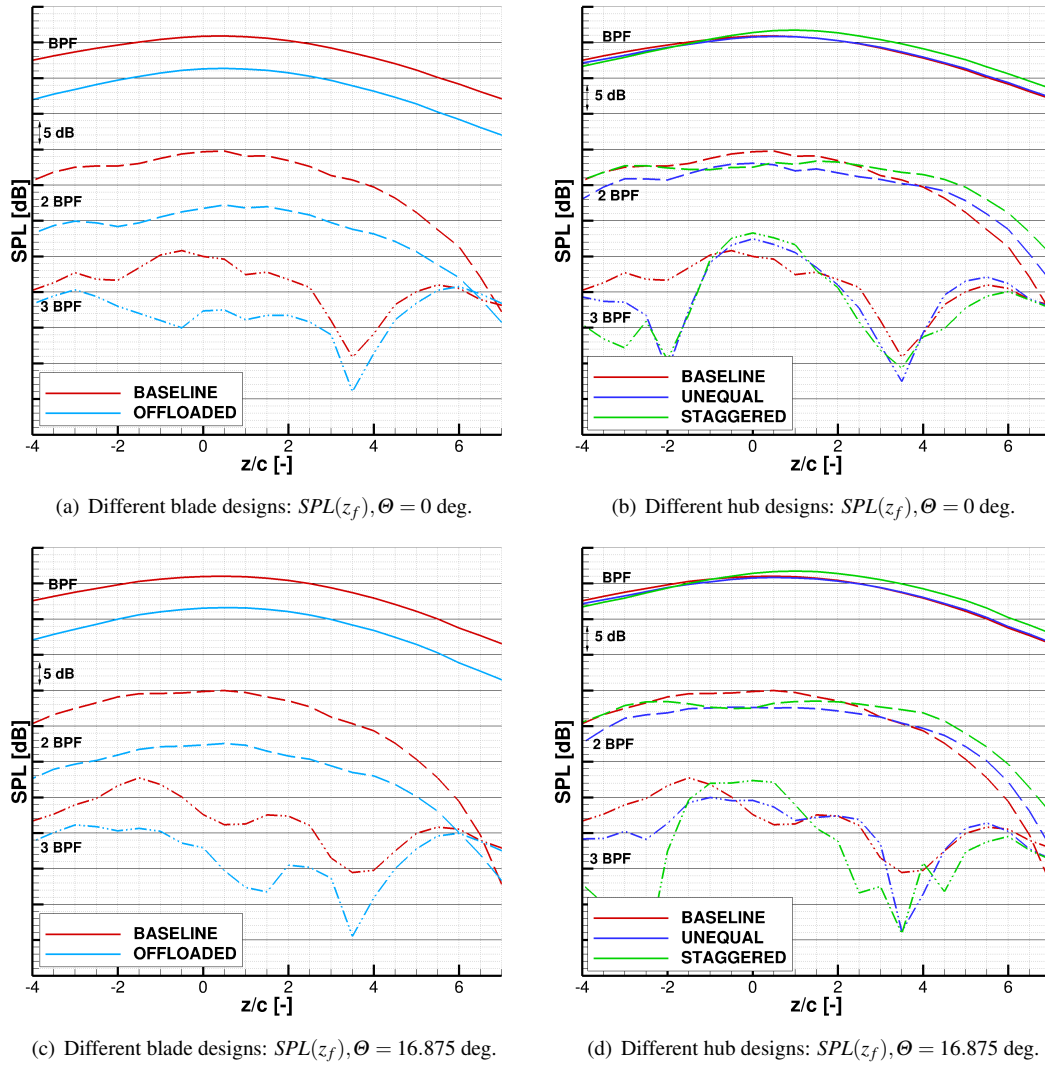 BPF
5 dB
2 BPF
3 BPF
SPL [dB]
BASELINE
OFFLOADED
-4 -2 0 2 4 6
z/c [-]
(a) Different blade designs: SPL(z_f), Θ = 0 deg.
BPF
5 dB
2 BPF
3 BPF
SPL [dB]
BASELINE
UNEQUAL
STAGGERED
-4 -2 0 2 4 6
z/c [-]
(b) Different hub designs: SPL(z_f), Θ = 0 deg.
BPF
5 dB
2 BPF
3 BPF
SPL [dB]
BASELINE
OFFLOADED
-4 -2 0 2 4 6
z/c [-]
(c) Different blade designs: SPL(z_f), Θ = 16.875 deg.
BPF
5 dB
2 BPF
3 BPF
SPL [dB]
BASELINE
UNEQUAL
STAGGERED
-4 -2 0 2 4 6
z/c [-]
(d) Different hub designs: SPL(z_f), Θ = 16.875 deg.